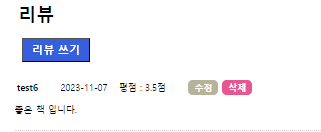 리뷰
리뷰 쓰기
test6 2023-11-07 평점 : 3.5점 수정 삭제
좋은 책 입니다.